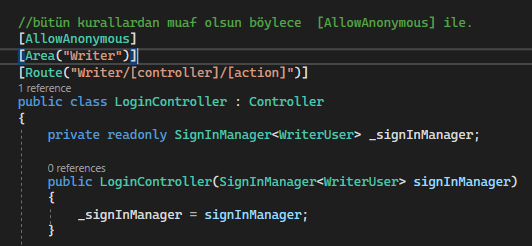 //bütün kurallardan muaf olsun böylece  [AllowAnonymous] ile.
[AllowAnonymous]
[Area("Writer")]
[Route("Writer/[controller]/[action]")]
1 reference
public class LoginController : Controller
{
private readonly SignInManager<WriterUser> _signInManager;
0 references
public LoginController(SignInManager<WriterUser> signInManager)
{
_signInManager = signInManager;
}